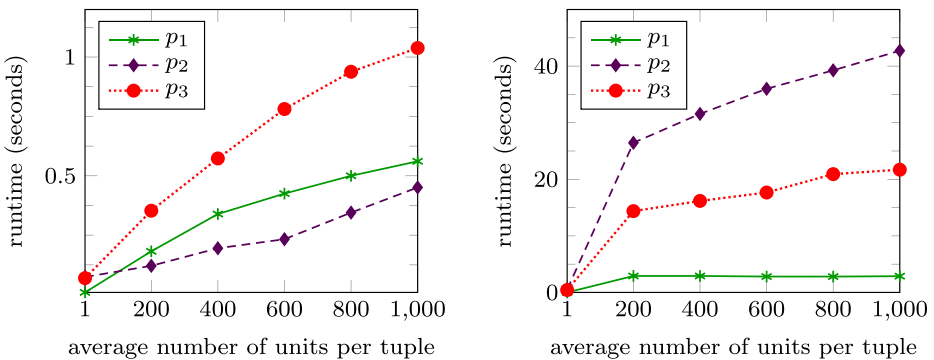 runtime (seconds)
1
0.5
p1
p2
p3
1 200 400 600 800 1,000
average number of units per tuple
runtime (seconds)
40
20
0
p1
p2
p3
1 200 400 600 800 1,000
average number of units per tuple